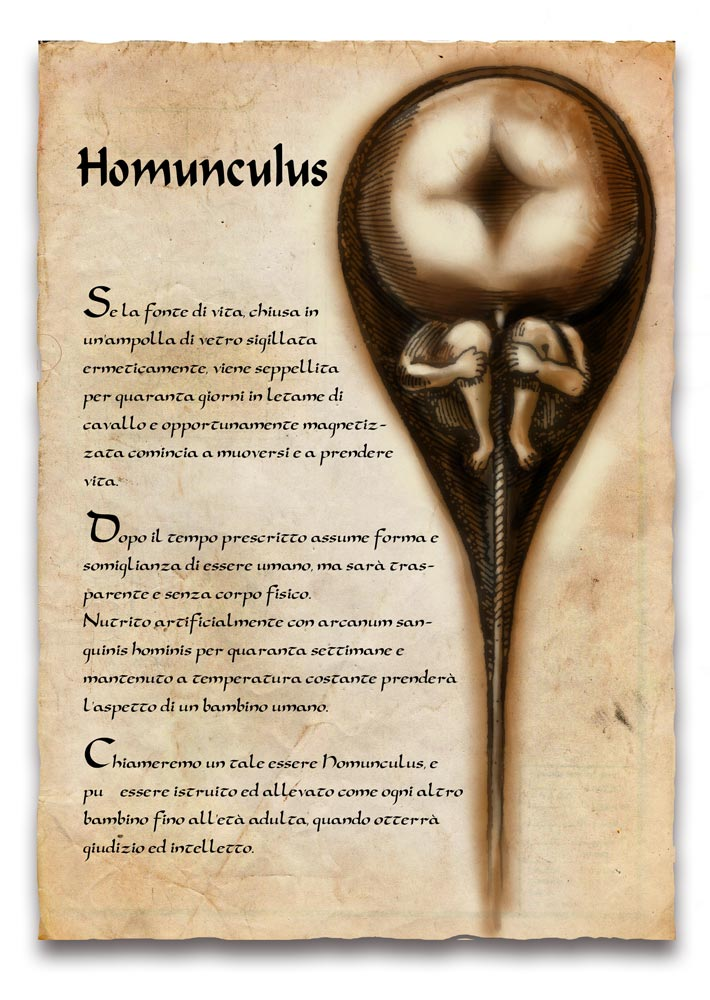 Homunculus
Se la fonte di vita, chiusa in
un'ampolla di vetro sigillata
ermeticamente, viene seppellita
per quaranta giorni in letame di
cavallo e opportunamente magnetiz-
zata comincia a muoversi e a prendere
vita.
Dopo il tempo prescritto assume forma e
somiglianza di essere umano, ma sarà tras-
parente e senza corpo fisico.
Nutrito artificialmente con arcanum san-
guinis hominis per quaranta settimane e
mantenuto a temperatura costante prenderà
l'aspetto di un bambino umano.
Chiameremo un tale essere Homunculus, e
pu essere istruito ed allevato come ogni altro
bambino fino all'età adulta, quando otterrà
giudizio ed intelletto.